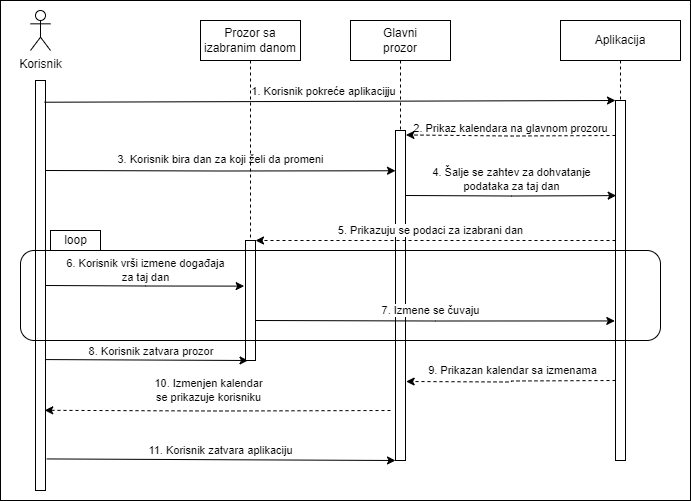 Korisnik
Prozor sa
izabranim danom
Glavni
prozor
Aplikacija
1. Korisnik pokreće aplikacijju
2. Prikaz kalendara na glavnom prozoru
3. Korisnik bira dan za koji želi da promeni
4. Šalje se zahtev za dohvatanje
podataka za taj dan
5. Prikazuju se podaci za izabrani dan
loop
6. Korisnik vrši izmene događaja
za taj dan
7. Izmene se čuvaju
8. Korisnik zatvara prozor
9. Prikazan kalendar sa izmenama
10. Izmenjen kalendar
se prikazuje korisniku
11. Korisnik zatvara aplikaciju